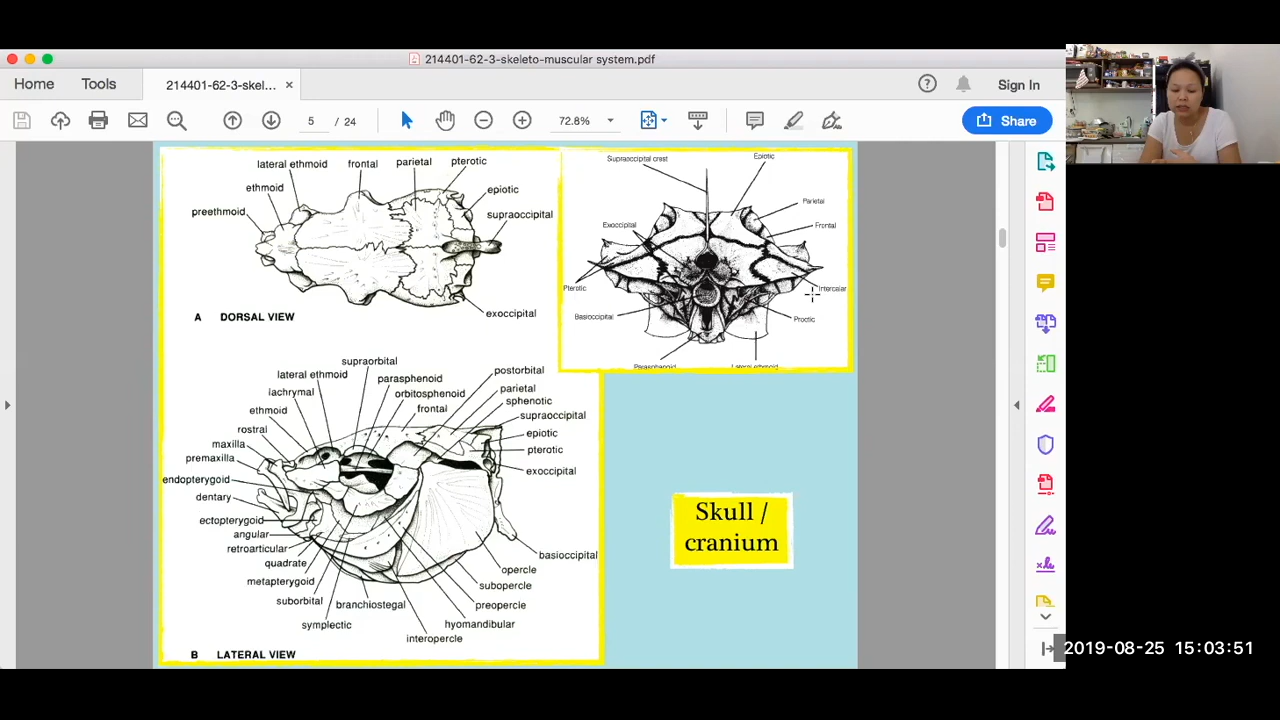 214401-62-3-skeleto-muscular system.pdf
Home
Tools
214401-62-3-skel...
Sign In
5
/ 24
72.8%
Share
lateral ethmoid
frontal
parietal
pterotic
ethmoid
epiotic
preethmoid
supraoccipital
exoccipital
A DORSAL VIEW
Supraoccipital crest
Epiotic
Parietal
Exoccipital
Frontal
Pterotic
Intercalar
Basioccipital
Prootic
Parasphenoid
Lateral ethmoid
supraorbital
lateral ethmoid
parasphenoid
postorbital
lachrymal
orbitosphenoid
parietal
ethmoid
frontal
sphenotic
rostral
supraoccipital
maxilla
epiotic
premaxilla
pterotic
endopterygoid
exoccipital
dentary
ectopterygoid
angular
retroarticular
basioccipital
quadrate
opercle
metapterygoid
subopercle
suborbital
branchiostegal
preopercle
symplectic
hyomandibular
interopercle
B LATERAL VIEW
Skull /
cranium
2019-08-25 15:03:51